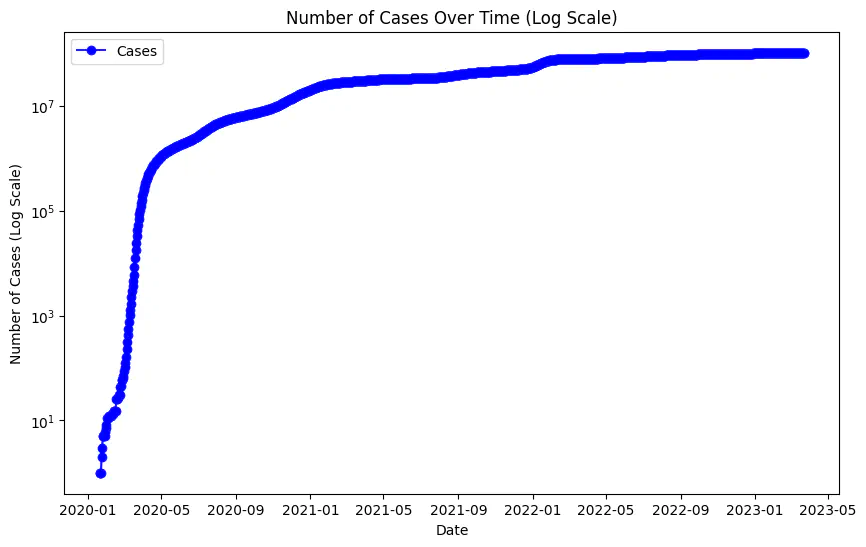 Number of Cases Over Time (Log Scale)
Cases
Number of Cases (Log Scale)
10^7
10^5
10^3
10^1
2020-01 2020-05 2020-09 2021-01 2021-05 2021-09 2022-01 2022-05 2022-09 2023-01 2023-05
Date